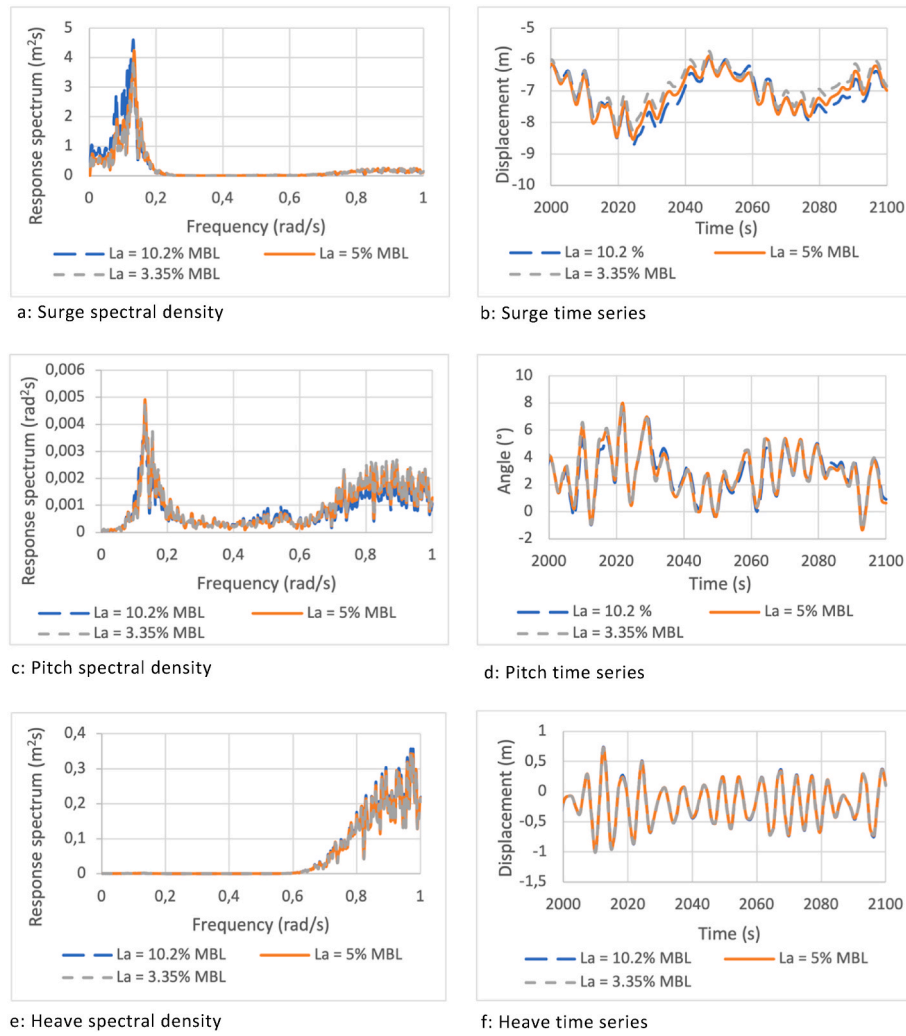 Response spectrum (m²s)
5
4
3
2
1
0
0 0,2 0,4 0,6 0,8 1
Frequency (rad/s)
La = 10.2% MBL La = 5% MBL
La = 3.35% MBL
a: Surge spectral density
Displacement (m)
-5
-6
-7
-8
-9
-10
2000 2020 2040 2060 2080 2100
Time (s)
La = 10.2 % La = 5% MBL
La = 3.35% MBL
b: Surge time series
Response spectrum (rad²s)
0,006
0,005
0,004
0,003
0,002
0,001
0
0 0,2 0,4 0,6 0,8 1
Frequency (rad/s)
La = 10.2% MBL La = 5% MBL
La = 3.35% MBL
c: Pitch spectral density
Angle (°)
10
8
6
4
2
0
-2
2000 2020 2040 2060 2080 2100
Time (s)
La = 10.2 % La = 5% MBL
La = 3.35% MBL
d: Pitch time series
Response spectrum (m²s)
0,4
0,3
0,2
0,1
0
0 0,2 0,4 0,6 0,8 1
Frequency (rad/s)
La = 10.2% MBL La = 5% MBL
La = 3.35% MBL
e: Heave spectral density
Displacement (m)
1
0,5
0
-0,5
-1
-1,5
2000 2020 2040 2060 2080 2100
Time (s)
La = 10.2% MBL La = 5% MBL
La = 3.35% MBL
f: Heave time series